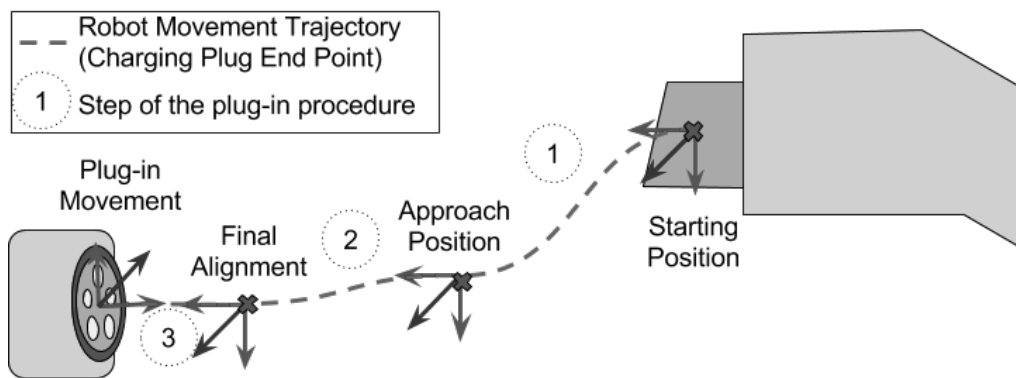 Robot Movement Trajectory
(Charging Plug End Point)
1
Step of the plug-in procedure
1
Plug-in
Movement
Approach
Position
2
Final
Alignment
Starting
Position
3